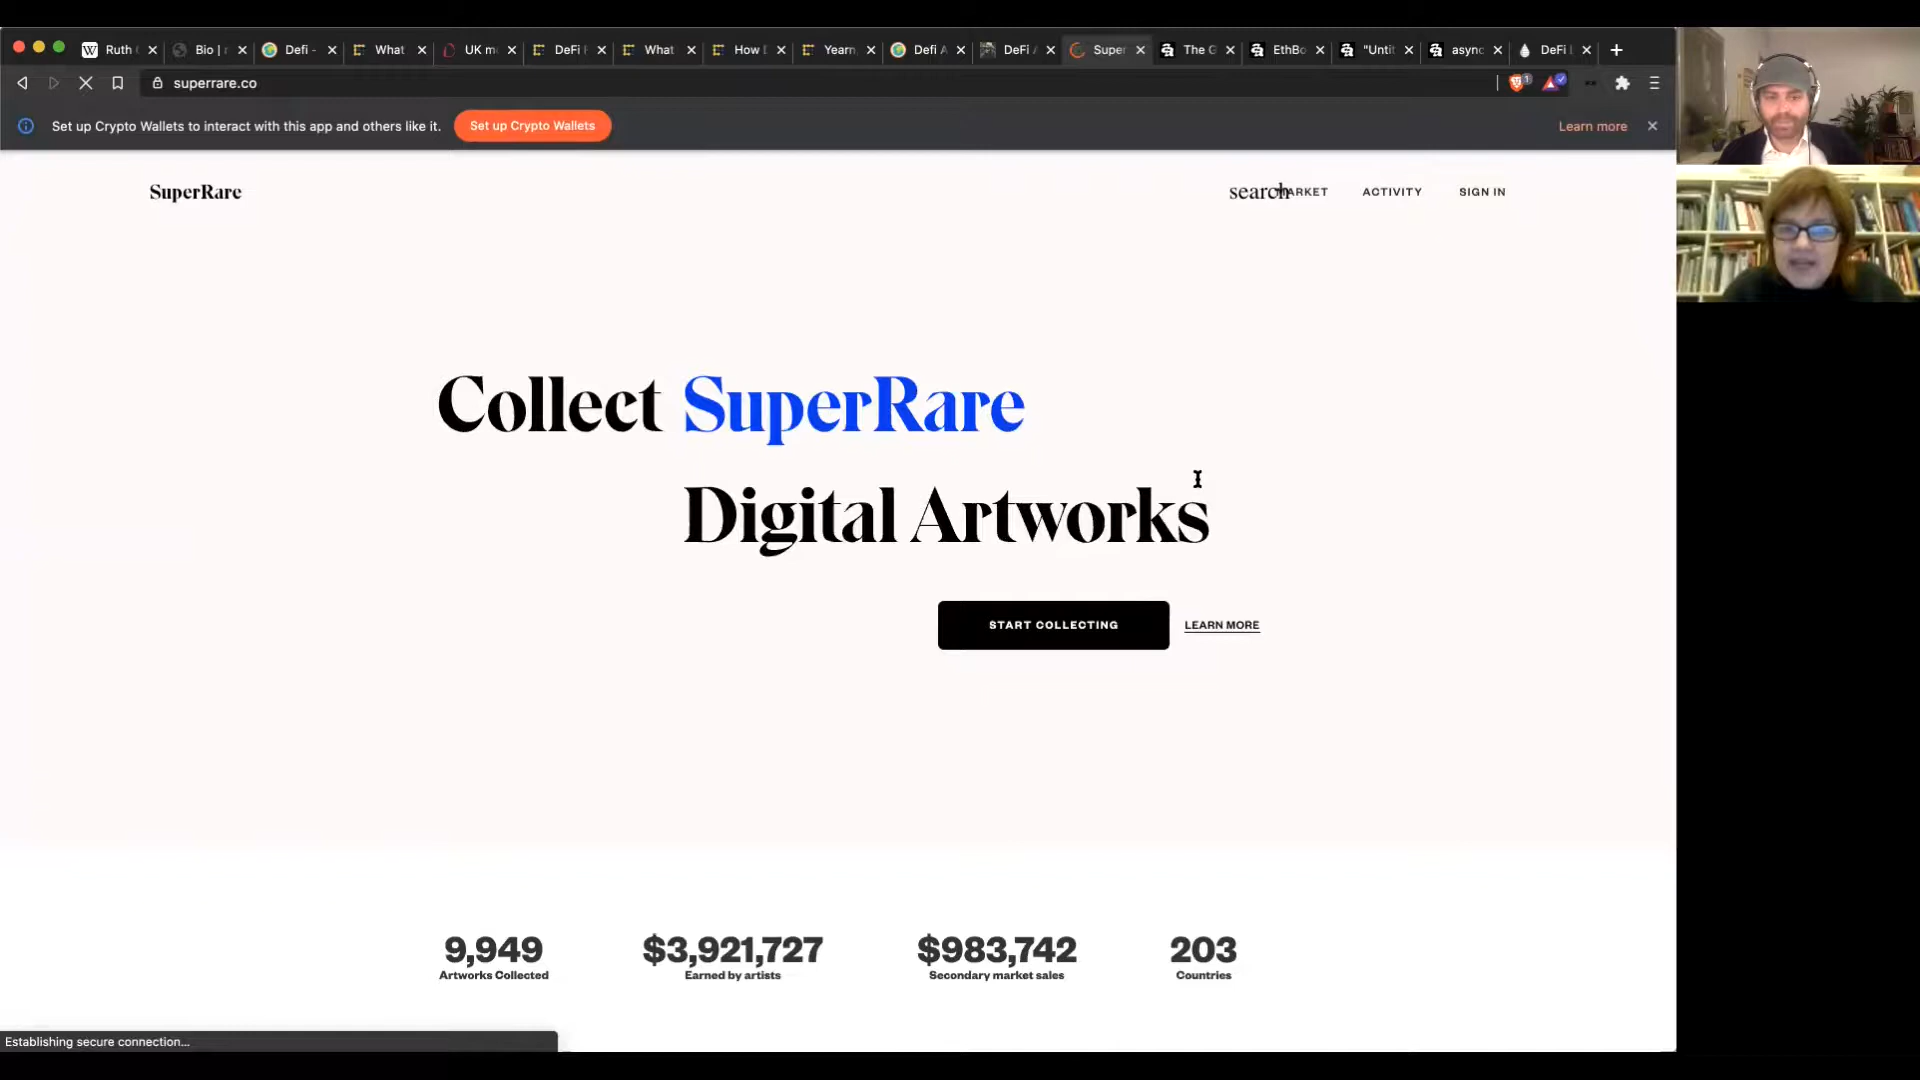 Ruth
Bio |
Defi -
What
UK m
DeFi
What
How
Yearn
Defi A
DeFi
Super
The G
EthBo
"Untit
async
DeFi
superrare.co
1
Set up Crypto Wallets to interact with this app and others like it.
Set up Crypto Wallets
Learn more
SuperRare
search
MARKET
ACTIVITY
SIGN IN
Collect SuperRare
Digital Artworks
START COLLECTING
LEARN MORE
9,949
Artworks Collected
$3,921,727
Earned by artists
$983,742
Secondary market sales
203
Countries
Establishing secure connection...